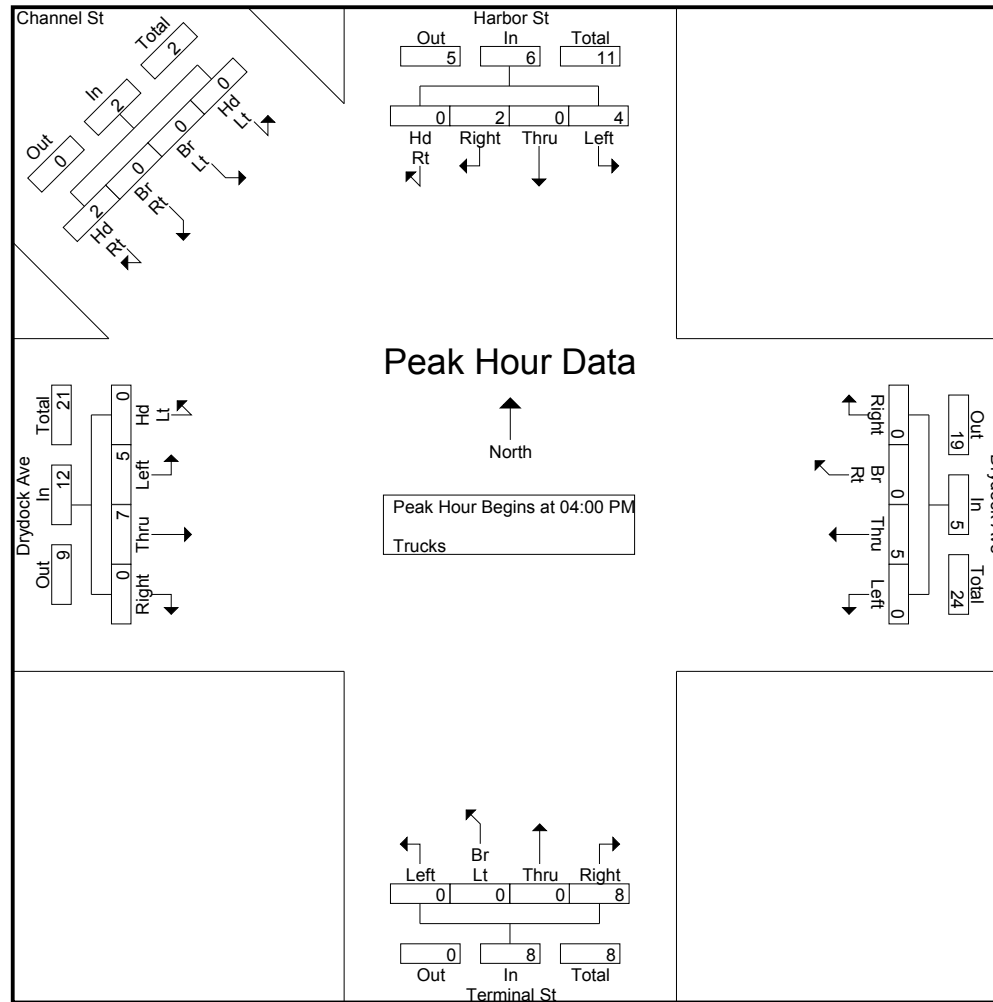 Channel St
Total
2
In
2
Out
0
0
Hd
Lt
0
Br
Lt
0
Br
Rt
2
Hd
Rt
Harbor St
Out In Total
5 6 11
0 2 0 4
Hd
Rt
Right Thru Left
Peak Hour Data
North
Peak Hour Begins at 04:00 PM
Trucks
Drydock Ave
Out In Total
9 12 21
0 7 5 0
Right Thru Left
Hd
Lt
Out In Total
19 5 24
0 0 5 0
Right
Br
Rt
Thru Left
Br
Left Lt Thru Right
0 0 0 8
0 8 8
Out In Total
Terminal St